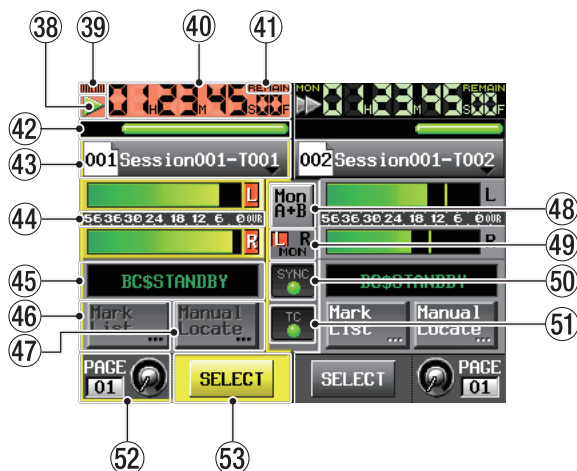 38 39 40 41
REMAIN MON REMAIN
01H23M45S00F 01H23M45S00F
42
43 001 Session001-T001 002 Session001-T002
L L
44 56 36 30 24 18 12 6 0 OVR 56 36 30 24 18 12 6 0 OVR
R R
Mon
A+B 48
L R
MON 49
45 BC$STANDBY SYNC BC$STANDBY 50
46 Mark
List ... Manual
Locate ... TC Mark
List ... Manual
Locate ... 51
47
PAGE
01 SELECT SELECT PAGE
01
52 53